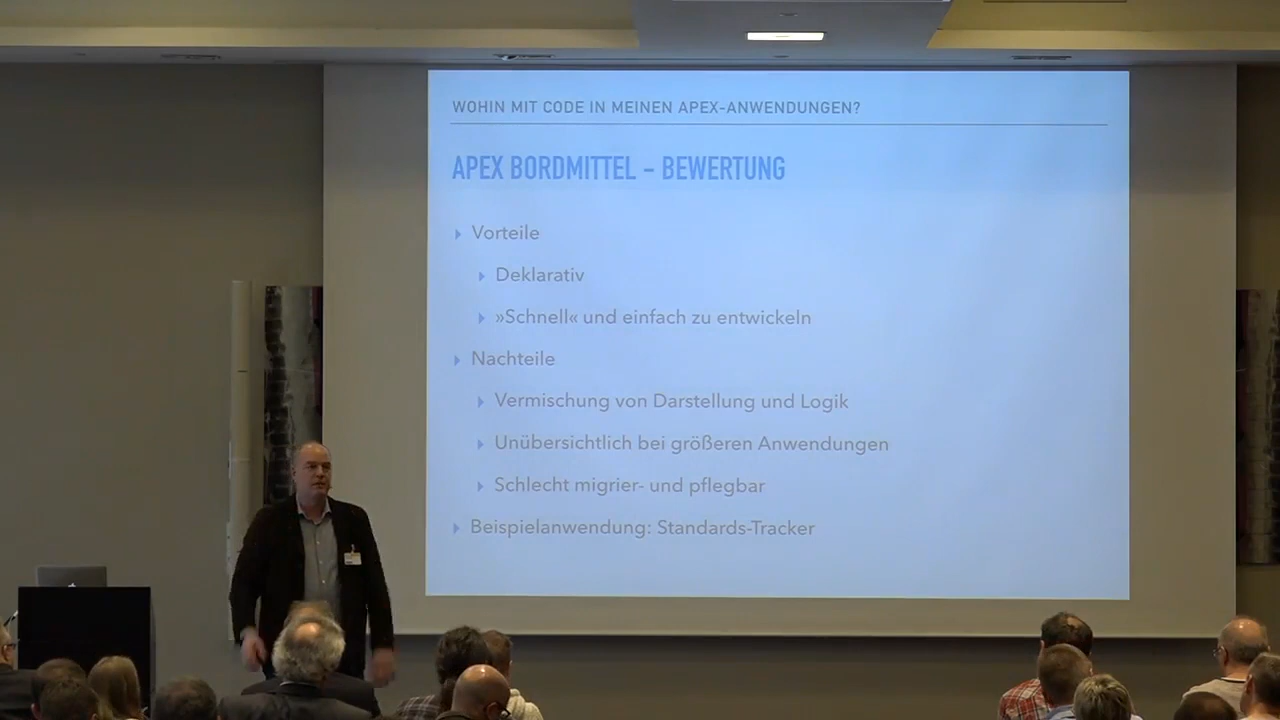 WOHIN MIT CODE IN MEINEN APEX-ANWENDUNGEN?
APEX BORDMITTEL – BEWERTUNG
Vorteile
Deklarativ
»Schnell« und einfach zu entwickeln
Nachteile
Vermischung von Darstellung und Logik
Unübersichtlich bei größeren Anwendungen
Schlecht migrier- und pflegbar
Beispielanwendung: Standards-Tracker